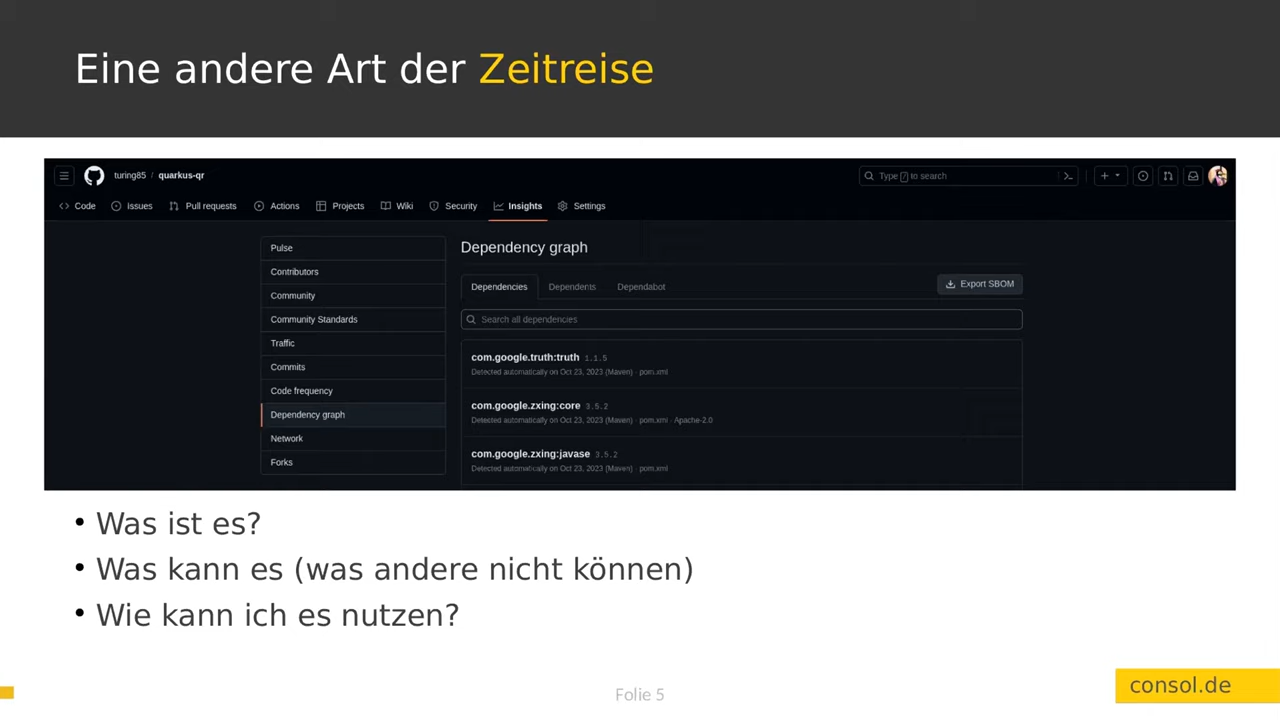 Eine andere Art der Zeitreise
turing85 / quarkus-qr
Type / to search
Code Issues Pull requests Actions Projects Wiki Security Insights Settings
Pulse
Contributors
Community
Community Standards
Traffic
Commits
Code frequency
Dependency graph
Network
Forks
Dependency graph
Dependencies Dependents Dependabot
Export SBOM
Search all dependencies
com.google.truth:truth 1.1.5
Detected automatically on Oct 23, 2023 (Maven) · pom.xml
com.google.zxing:core 3.5.2
Detected automatically on Oct 23, 2023 (Maven) · pom.xml · Apache-2.0
com.google.zxing:javase 3.5.2
Detected automatically on Oct 23, 2023 (Maven) · pom.xml
• Was ist es?
• Was kann es (was andere nicht können)
• Wie kann ich es nutzen?
Folie 5
consol.de